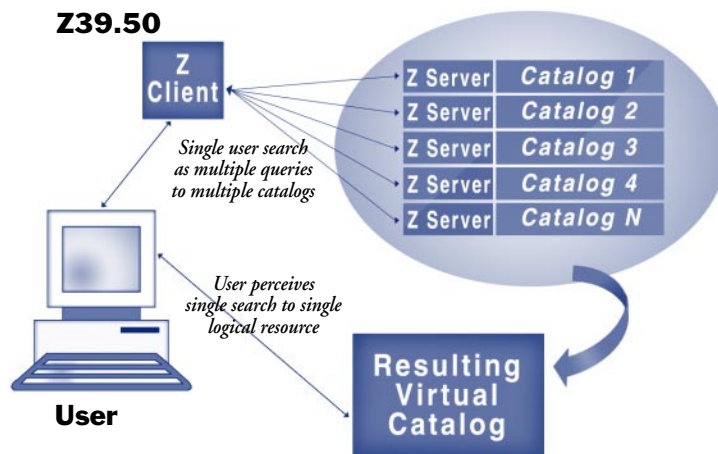 Z39.50
Z
Client
Z Server Catalog 1
Z Server Catalog 2
Z Server Catalog 3
Z Server Catalog 4
Z Server Catalog N
Single user search
as multiple queries
to multiple catalogs
User perceives
single search to single
logical resource
Resulting
Virtual
Catalog
User